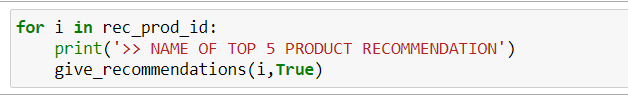 for i in rec_prod_id:
    print('>> NAME OF TOP 5 PRODUCT RECOMMENDATION')
    give_recommendations(i,True)